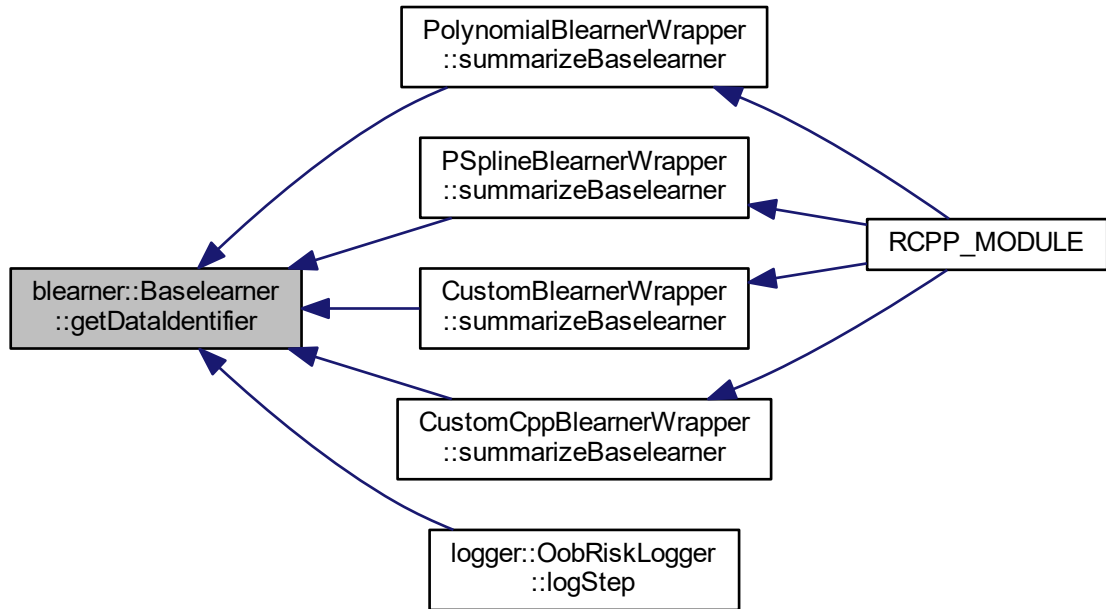 PolynomialBlearnerWrapper
::summarizeBaselearner
PSplineBlearnerWrapper
::summarizeBaselearner
RCPP_MODULE
blearner::Baselearner
::getDataIdentifier
CustomBlearnerWrapper
::summarizeBaselearner
CustomCppBlearnerWrapper
::summarizeBaselearner
logger::OobRiskLogger
::logStep